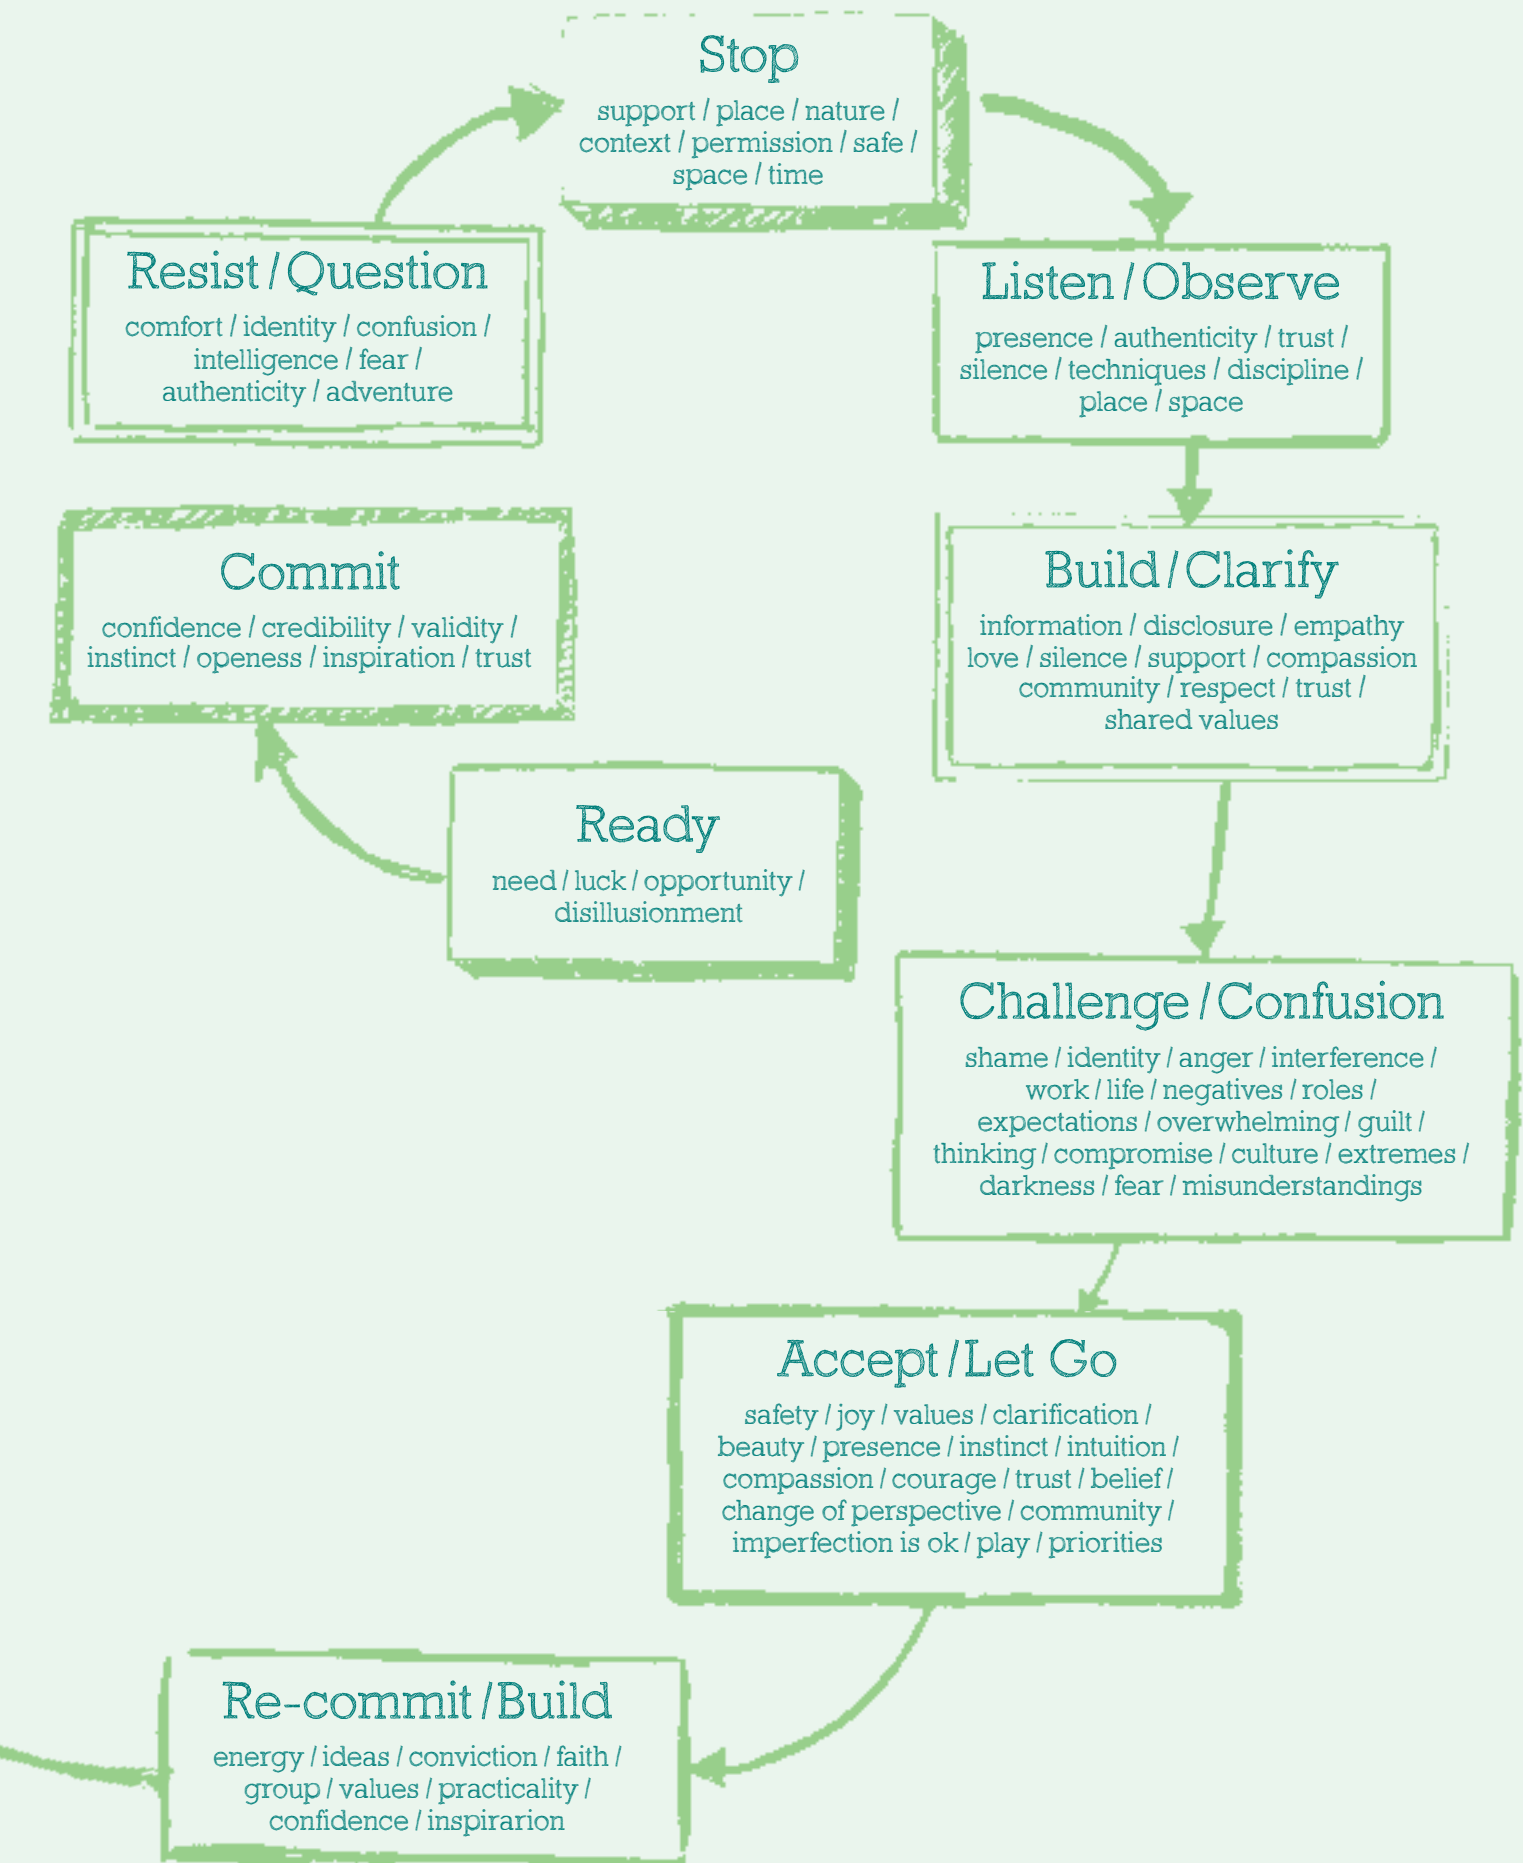 Stop
support / place / nature /
context / permission / safe /
space / time
Resist / Question
comfort / identity / confusion /
intelligence / fear /
authenticity / adventure
Listen / Observe
presence / authenticity / trust /
silence / techniques / discipline /
place / space
Commit
confidence / credibility / validity /
instinct / openess / inspiration / trust
Build / Clarify
information / disclosure / empathy
love / silence / support / compassion
community / respect / trust /
shared values
Ready
need / luck / opportunity /
disillusionment
Challenge / Confusion
shame / identity / anger / interference /
work / life / negatives / roles /
expectations / overwhelming / guilt /
thinking / compromise / culture / extremes /
darkness / fear / misunderstandings
Accept / Let Go
safety / joy / values / clarification /
beauty / presence / instinct / intuition /
compassion / courage / trust / belief /
change of perspective / community /
imperfection is ok / play / priorities
Re-commit / Build
energy / ideas / conviction / faith /
group / values / practicality /
confidence / inspirarion